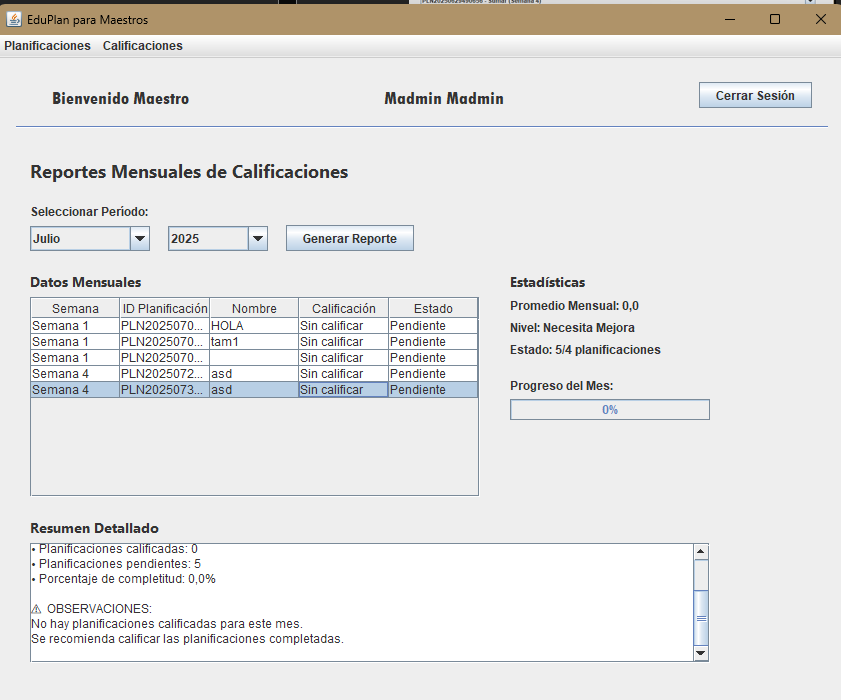 PLN20250629490656 - Sumar (Semana 4)
EduPlan para Maestros
Planificaciones Calificaciones
Bienvenido Maestro Madmin Madmin Cerrar Sesión
Reportes Mensuales de Calificaciones
Seleccionar Período:
Julio 2025 Generar Reporte
Datos Mensuales
Semana ID Planificación Nombre Calificación Estado
Semana 1 PLN2025070... HOLA Sin calificar Pendiente
Semana 1 PLN2025070... tam1 Sin calificar Pendiente
Semana 1 PLN2025070... Sin calificar Pendiente
Semana 4 PLN2025072... asd Sin calificar Pendiente
Semana 4 PLN2025073... asd Sin calificar Pendiente
Estadísticas
Promedio Mensual: 0,0
Nivel: Necesita Mejora
Estado: 5/4 planificaciones
Progreso del Mes:
0%
Resumen Detallado
• Planificaciones calificadas: 0
• Planificaciones pendientes: 5
• Porcentaje de completitud: 0,0%
⚠ OBSERVACIONES:
No hay planificaciones calificadas para este mes.
Se recomienda calificar las planificaciones completadas.